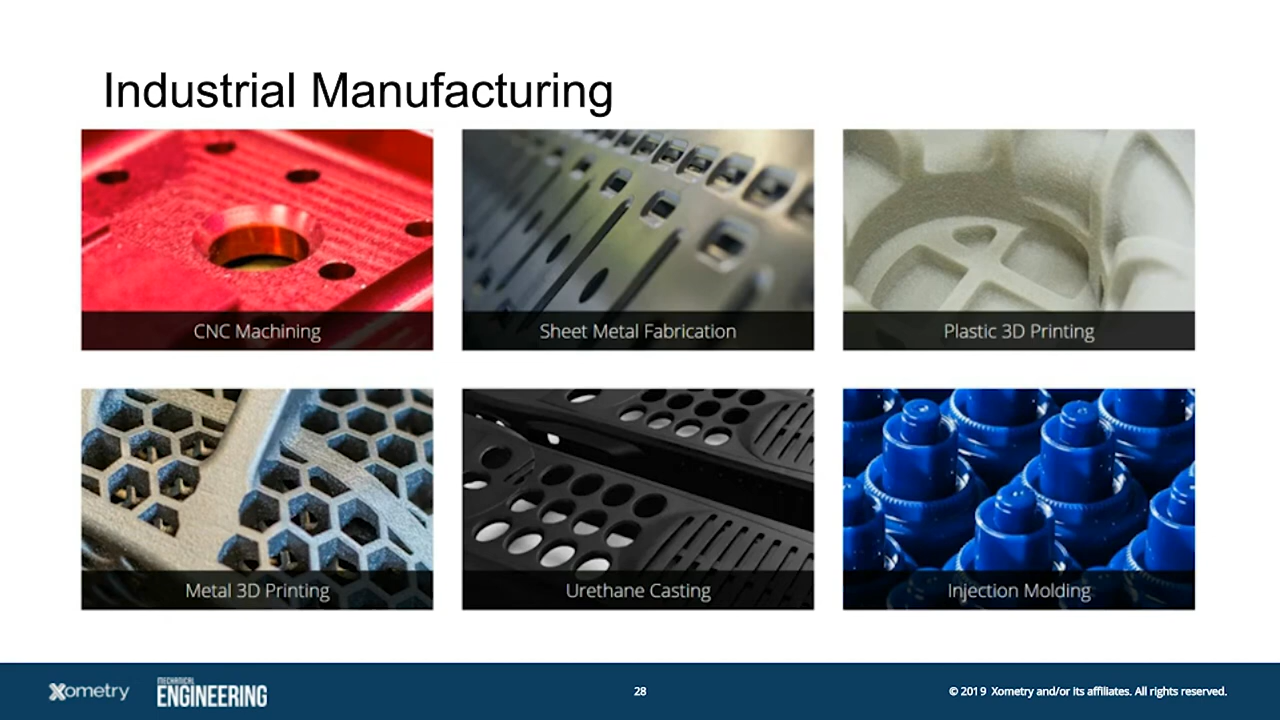 Industrial Manufacturing
CNC Machining
Sheet Metal Fabrication
Plastic 3D Printing
Metal 3D Printing
Urethane Casting
Injection Molding
Xometry
MECHANICAL
ENGINEERING
28
© 2019 Xometry and/or its affiliates. All rights reserved.